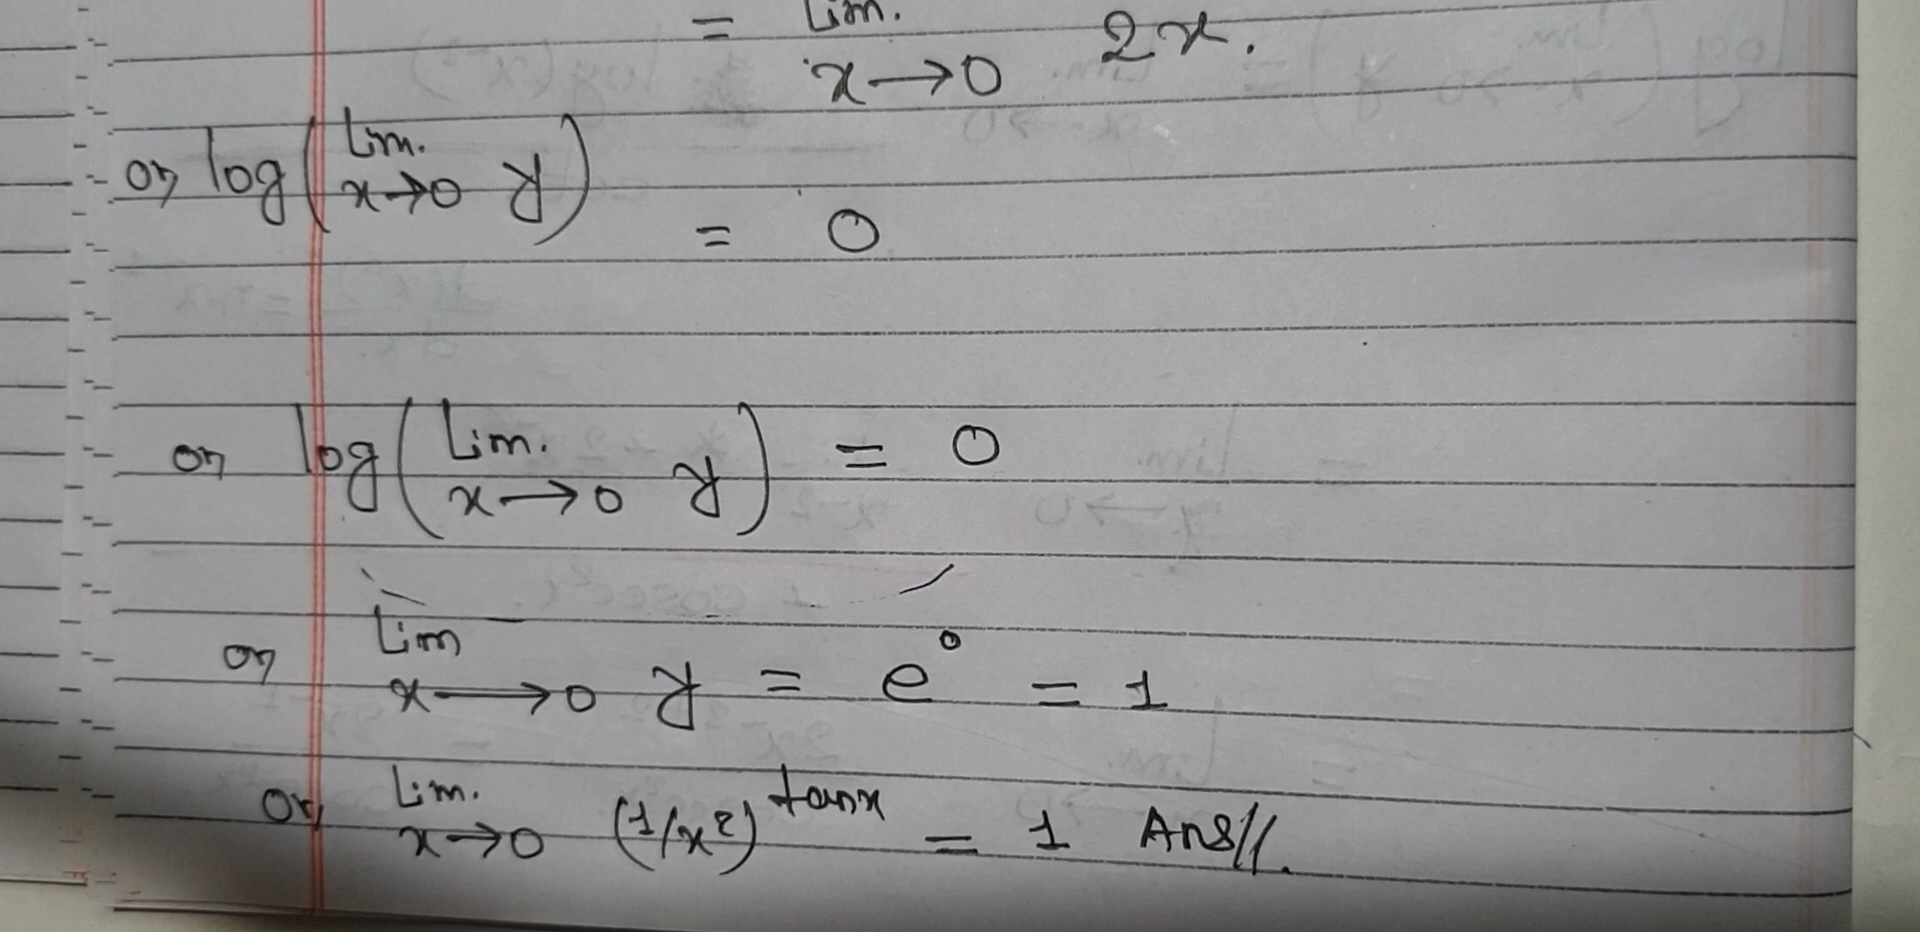 = Lim. x→0 2x.
or log(Lim. x→0 y) = 0
or log(Lim. x→0 y) = 0
or Lim x→0 y = e⁰ = 1
or Lim. x→0 (1/x²)^tanx = 1 Ans//.